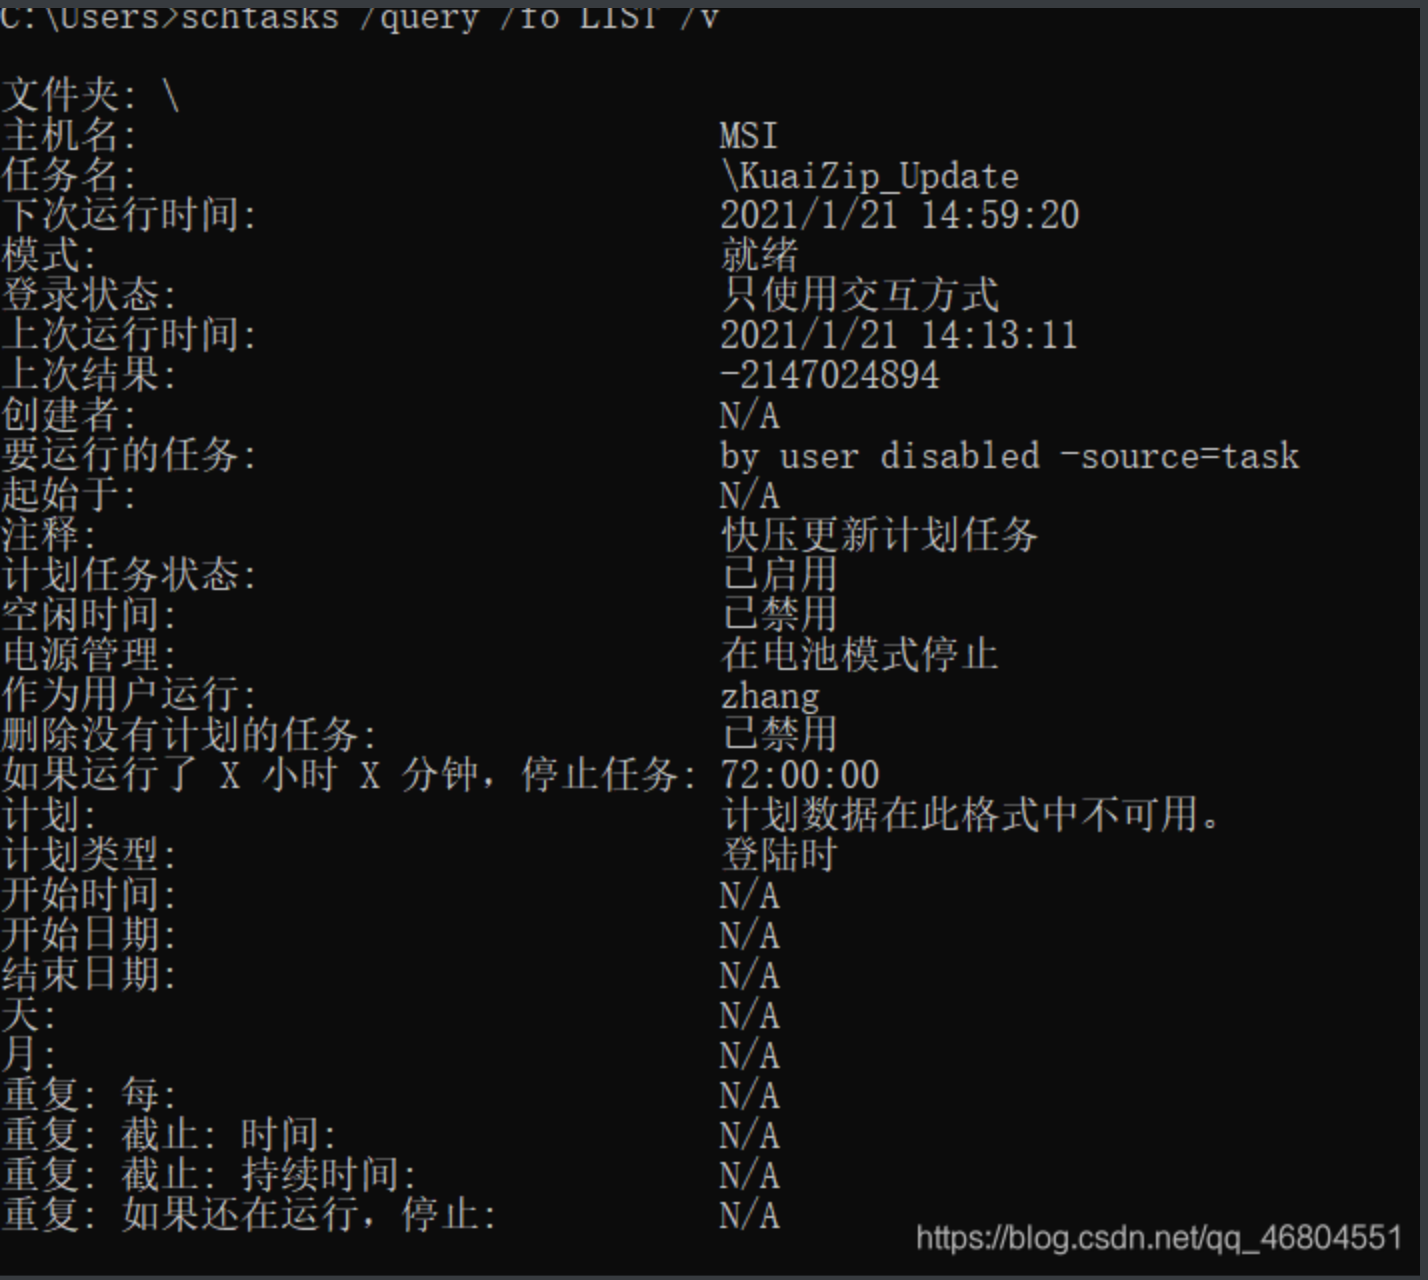 C:\Users>schtasks /query /fo LIST /v
文件夹: \
主机名: MSI
任务名: \KuaiZip_Update
下次运行时间: 2021/1/21 14:59:20
模式: 就绪
登录状态: 只使用交互方式
上次运行时间: 2021/1/21 14:13:11
上次结果: -2147024894
创建者: N/A
要运行的任务: by user disabled -source=task
起始于: N/A
注释: 快压更新计划任务
计划任务状态: 已启用
空闲时间: 已禁用
电源管理: 在电池模式停止
作为用户运行: zhang
删除没有计划的任务: 已禁用
如果运行了 X 小时 X 分钟，停止任务: 72:00:00
计划: 计划数据在此格式中不可用。
计划类型: 登陆时
开始时间: N/A
开始日期: N/A
结束日期: N/A
天: N/A
月: N/A
重复: 每: N/A
重复: 截止: 时间: N/A
重复: 截止: 持续时间: N/A
重复: 如果还在运行，停止: N/A
https://blog.csdn.net/qq_46804551